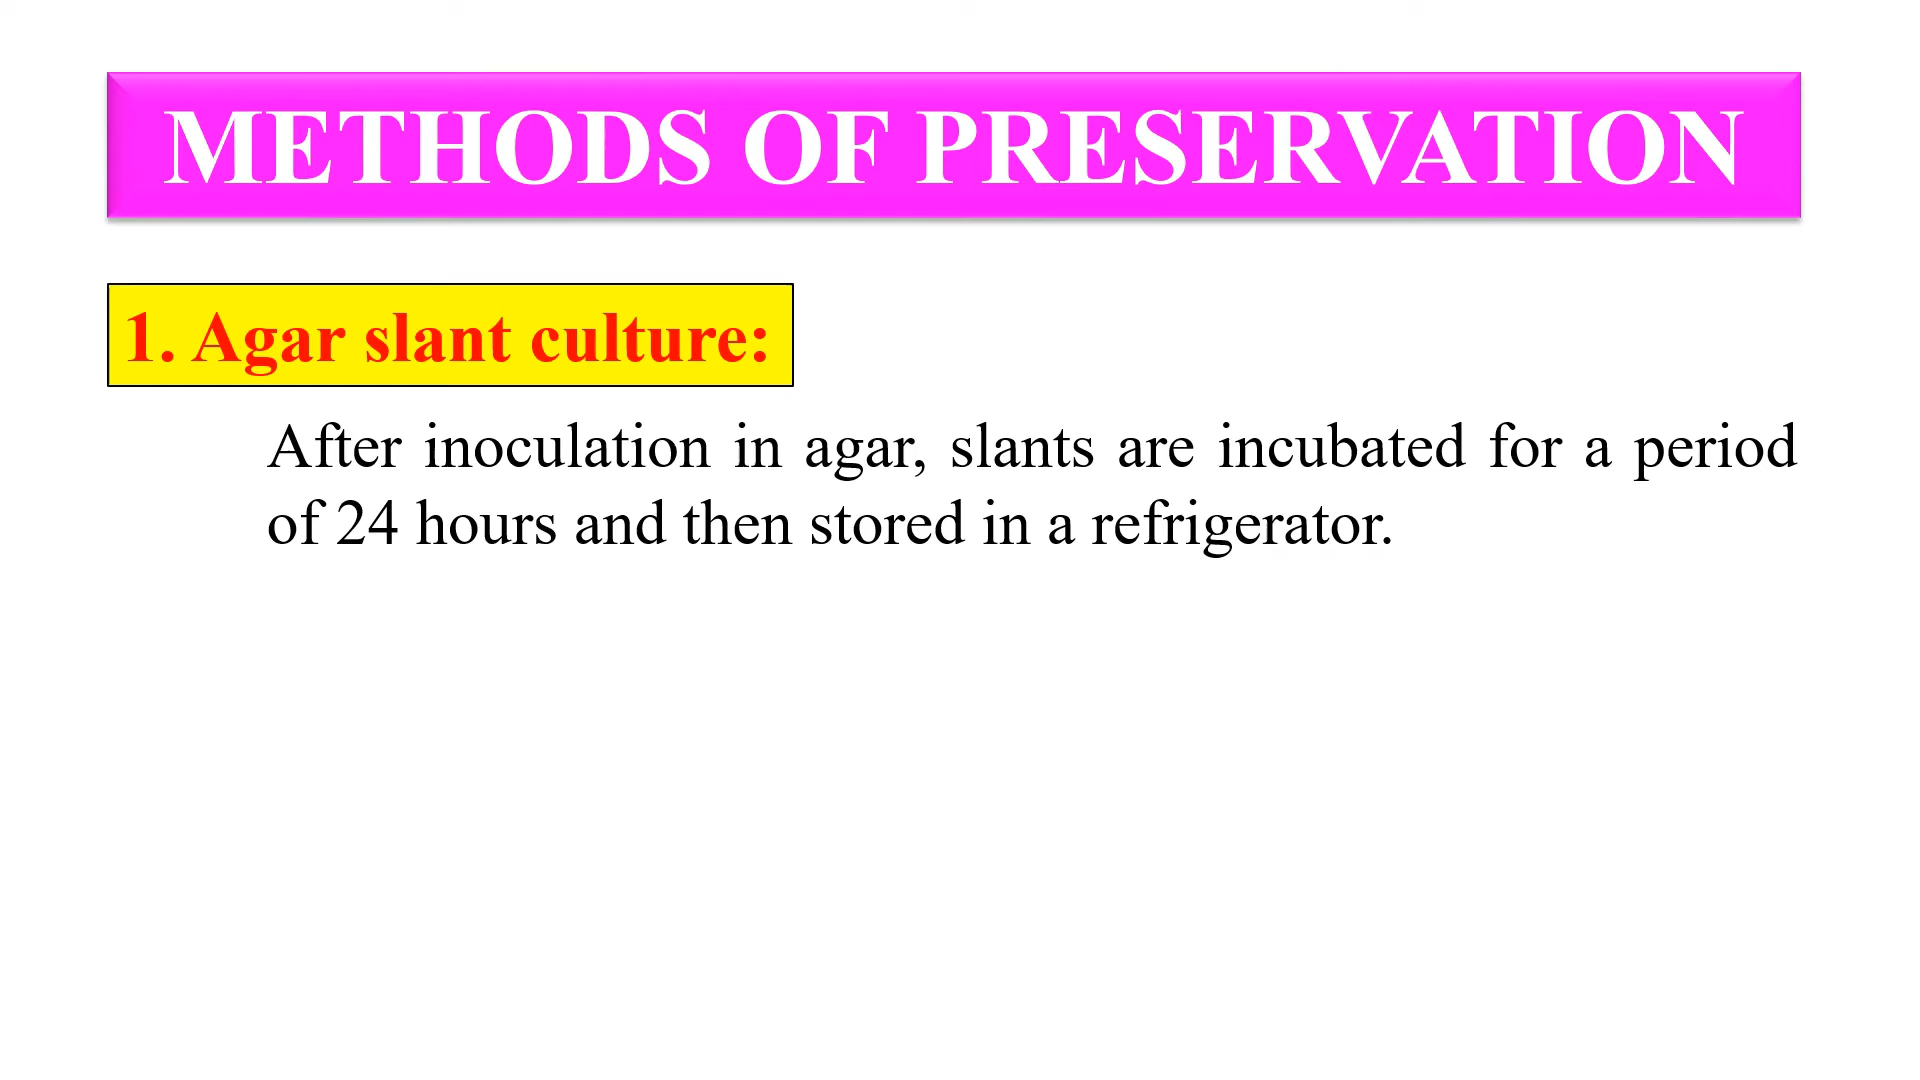 METHODS OF PRESERVATION
1. Agar slant culture:
After inoculation in agar, slants are incubated for a period
of 24 hours and then stored in a refrigerator.